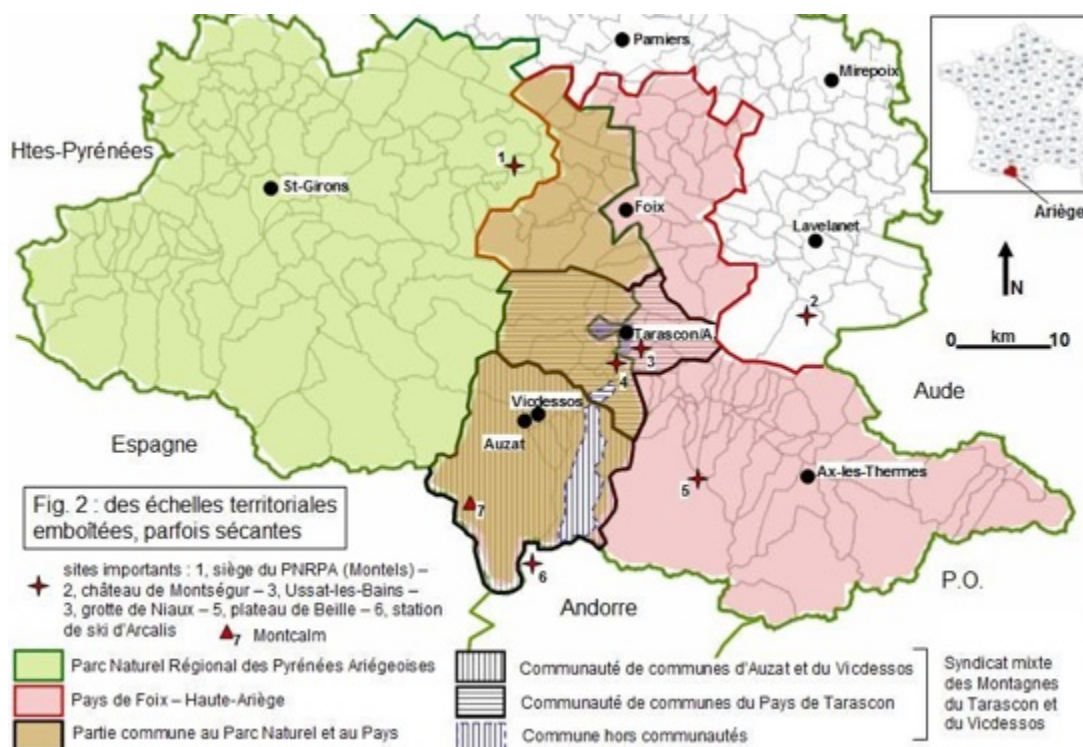 Pamiers
Mirepoix
Htes-Pyrénées
1
St-Girons
Foix
Lavelanet
Ariège
N
2
0 km 10
Tarascon/A.
3
4
Aude
Vicdessos
Auzat
Espagne
5
Ax-les-Thermes
7
6
Andorre
P.O.
Fig. 2 : des échelles territoriales
emboîtées, parfois sécantes
sites importants : 1, siège du PNRPA (Montels) –
2, château de Montségur – 3, Ussat-les-Bains –
3, grotte de Niaux – 5, plateau de Beille – 6, station
de ski d'Arcalis
7 Montcalm
Parc Naturel Régional des Pyrénées Ariégeoises
Pays de Foix – Haute-Ariège
Partie commune au Parc Naturel et au Pays
Communauté de communes d'Auzat et du Vicdessos
Communauté de communes du Pays de Tarascon
Commune hors communautés
Syndicat mixte
des Montagnes
du Tarascon et
du Vicdessos